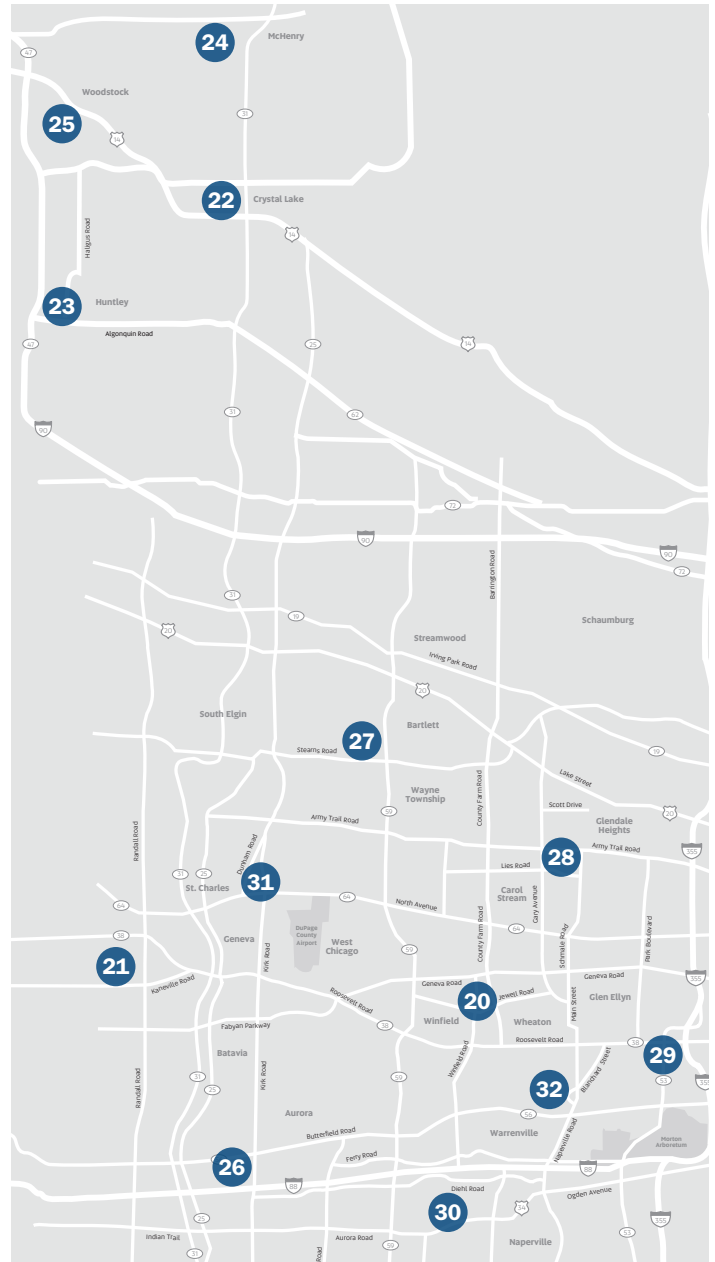 24
McHenry
47
Woodstock
25
31
14
22
Crystal Lake
Haligus Road
14
23
Huntley
Algonquin Road
47
25
14
31
62
90
72
90
90
72
Barrington Road
31
19
20
Schaumburg
Streamwood
Irving Park Road
20
South Elgin
Bartlett
27
Stearns Road
19
Lake Street
Wayne
Township
County Farm Road
59
Scott Drive
20
Army Trail Road
Glendale
Heights
Randall Road
Dunham Road
28
Army Trail Road
355
Lies Road
31
25
31
St. Charles
64
Carol
Stream
Gary Avenue
64
North Avenue
38
Geneva
DuPage
County
Airport
West
Chicago
59
County Farm Road
64
Schmale Road
Park Boulevard
21
Kirk Road
Kaneville Road
Geneva Road
Geneva Road
355
Roosevelt Road
20
Jewell Road
Main Street
Glen Ellyn
Fabyan Parkway
38
Winfield
Wheaton
Roosevelt Road
38
Batavia
Winfield Road
29
31
Kirk Road
59
Blanchard Street
53
355
25
Randall Road
32
Aurora
56
Butterfield Road
Warrenville
Naperville Road
Morton
Arboretum
Ferry Road
26
88
88
Diehl Road
Ogden Avenue
30
34
25
355
Indian Trail
Aurora Road
59
Naperville
53
31
Road